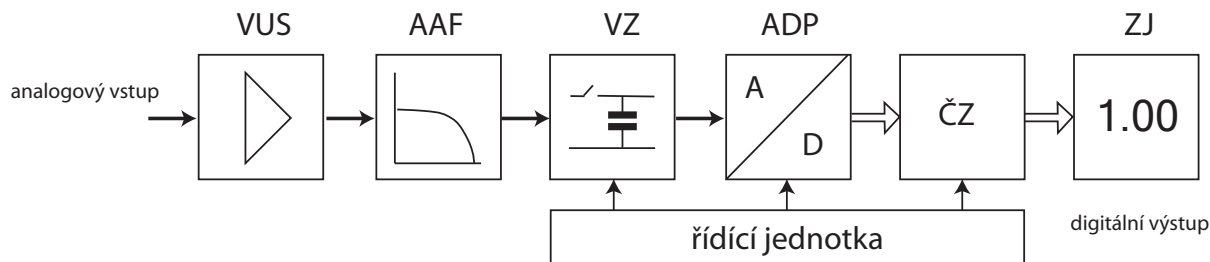 VUS
AAF
VZ
ADP
ZJ
analogový vstup
A
D
ČZ
1.00
řídící jednotka
digitální výstup